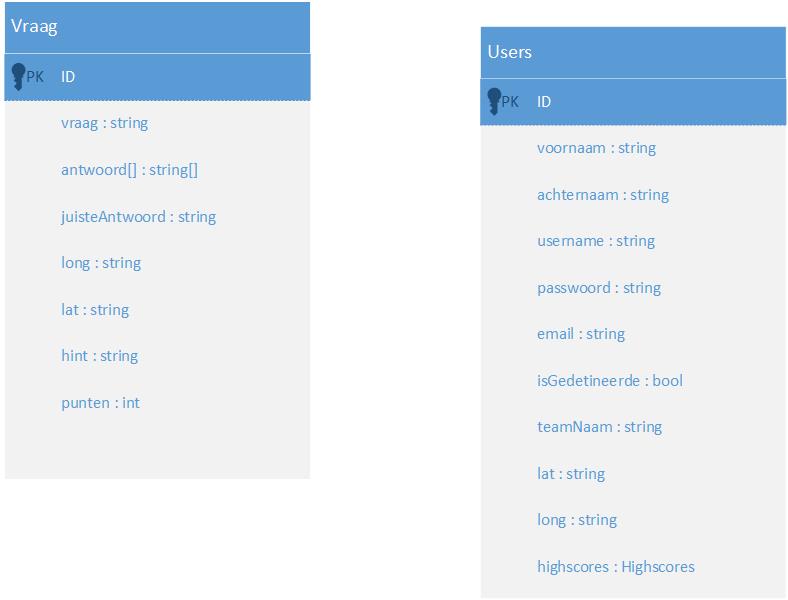 Vraag
PK ID
vraag : string
antwoord[] : string[]
juisteAntwoord : string
long : string
lat : string
hint : string
punten : int
Users
PK ID
voornaam : string
achternaam : string
username : string
passwoord : string
email : string
isGedetineerde : bool
teamNaam : string
lat : string
long : string
highscores : Highscores